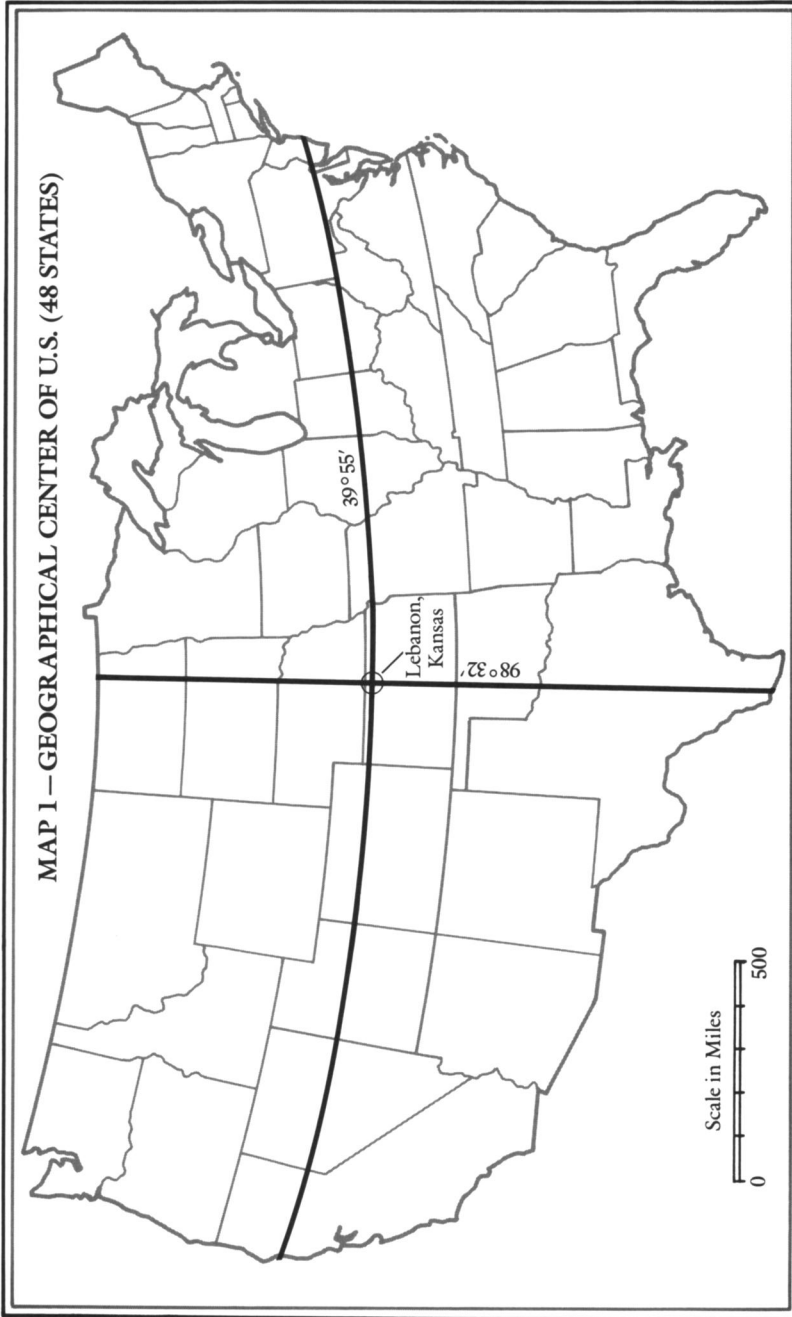 MAP 1—GEOGRAPHICAL CENTER OF U.S. (48 STATES)
39° 55′
Lebanon,
Kansas
98° 32′
Scale in Miles
0 500